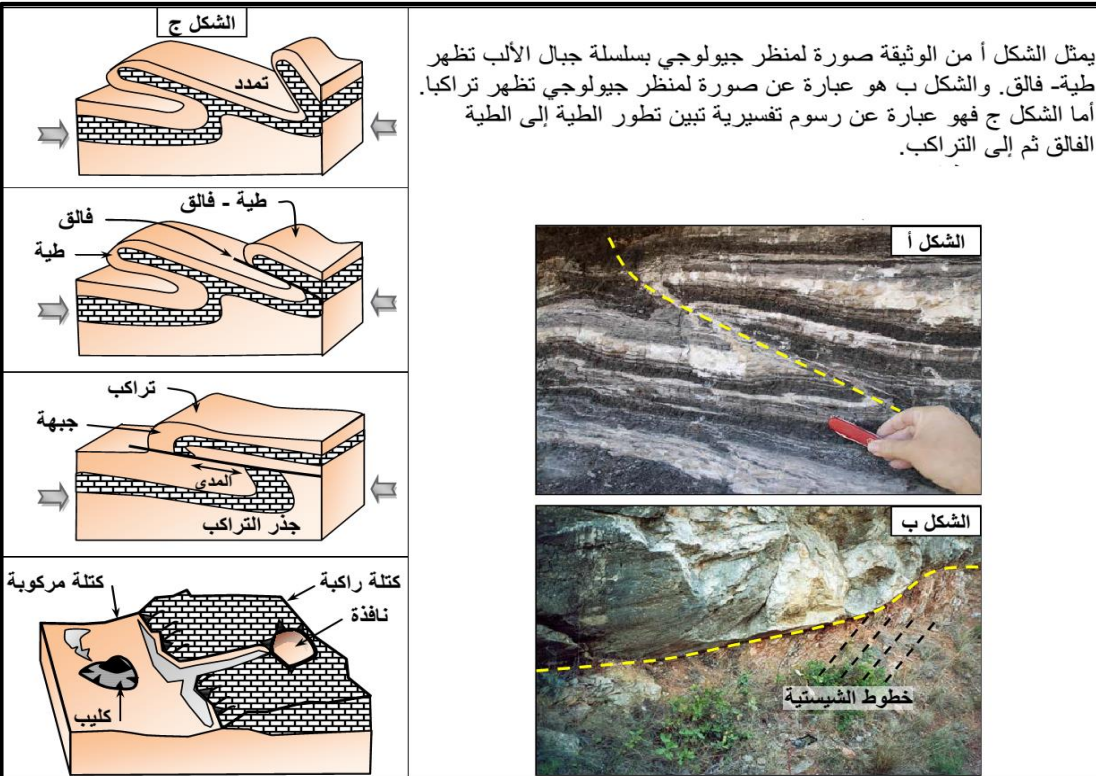 يمثل الشكل أ من الوثيقة صورة لمنظر جيولوجي بسلسلة جبال الألب تظهر
طية- فالق. والشكل ب هو عبارة عن صورة لمنظر جيولوجي تظهر تراكبا.
أما الشكل ج فهو عبارة عن رسوم تفسيرية تبين تطور الطية إلى الطية
الفالق ثم إلى التراكب.
الشكل أ
الشكل ب
خطوط الشيستية
الشكل ج
تمدد
طية - فالق
فالق
طية
تراكب
جبهة
المدى
جذر التراكب
كتلة راكبة
كتلة مركوبة
نافذة
كليب